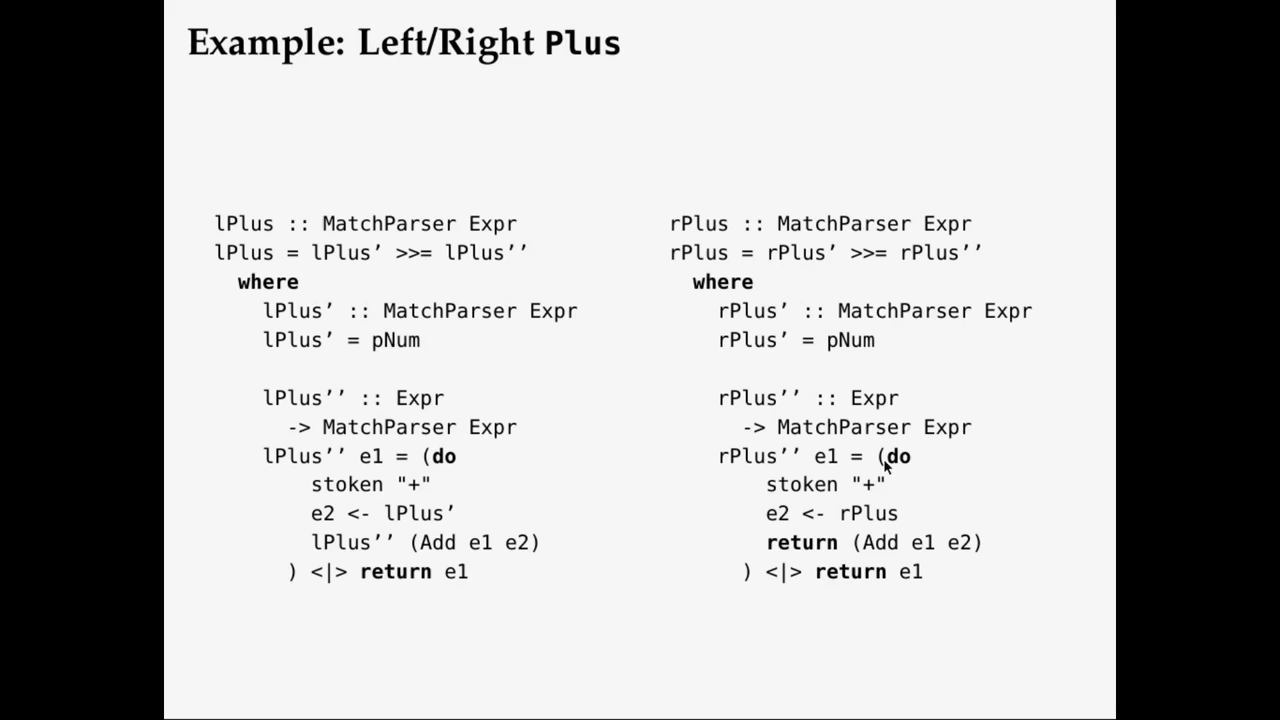 Example: Left/Right Plus
lPlus :: MatchParser Expr
lPlus = lPlus’ >>= lPlus’’
where
lPlus’ :: MatchParser Expr
lPlus’ = pNum
lPlus’’ :: Expr
-> MatchParser Expr
lPlus’’ e1 = (do
stoken "+"
e2 <- lPlus’
lPlus’’ (Add e1 e2)
) <|> return e1
rPlus :: MatchParser Expr
rPlus = rPlus’ >>= rPlus’’
where
rPlus’ :: MatchParser Expr
rPlus’ = pNum
rPlus’’ :: Expr
-> MatchParser Expr
rPlus’’ e1 = (do
stoken "+"
e2 <- rPlus
return (Add e1 e2)
) <|> return e1